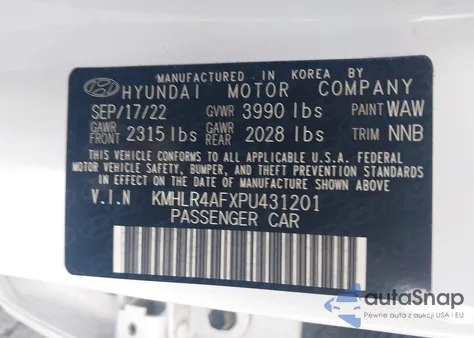 MANUFACTURED IN KOREA BY
HYUNDAI MOTOR COMPANY
SEP/17/22 GVWR 3990 lbs PAINT WAW
GAWR FRONT 2315 lbs GAWR REAR 2028 lbs TRIM NNB
THIS VEHICLE CONFORMS TO ALL APPLICABLE U.S.A. FEDERAL
MOTOR VEHICLE SAFETY, BUMPER, AND THEFT PREVENTION STANDARDS
IN EFFECT ON THE DATE OF MANUFACTURE SHOWN ABOVE
V.I.N KMHLR4AFXPU431201
PASSENGER CAR
autoSnap
Pewne auta z aukcji USA i EU